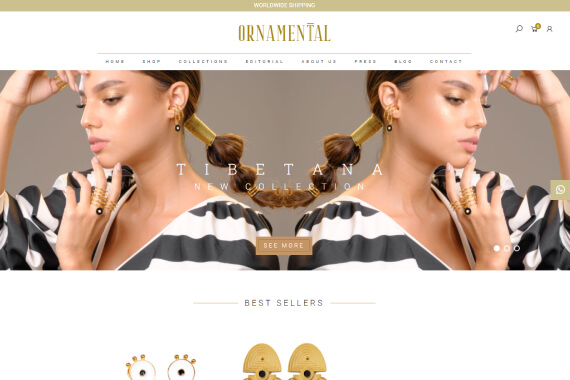 WORLDWIDE SHIPPING
ORNAMENTAL
HOME SHOP COLLECTIONS EDITORIAL ABOUT US PRESS BLOG CONTACT
TIBETANA
NEW COLLECTION
SEE MORE
BEST SELLERS